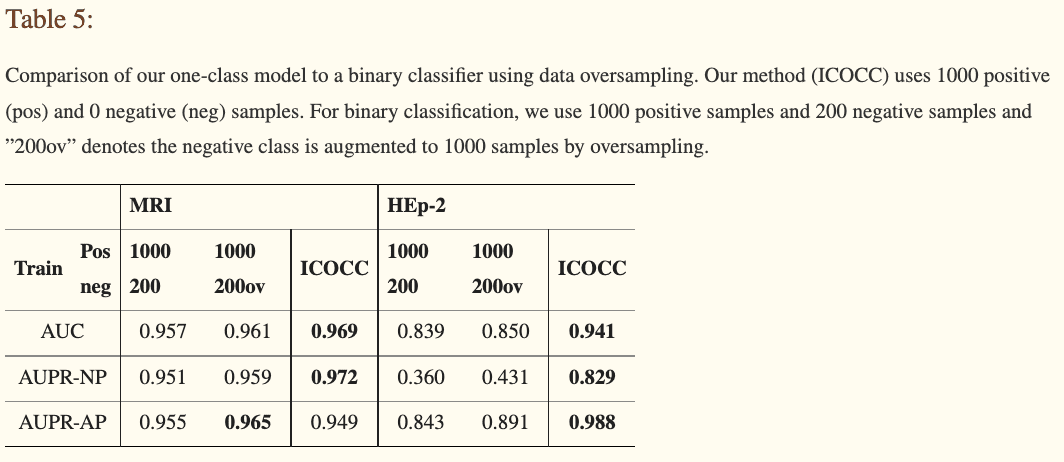 Table 5:
Comparison of our one-class model to a binary classifier using data oversampling. Our method (ICOCC) uses 1000 positive
(pos) and 0 negative (neg) samples. For binary classification, we use 1000 positive samples and 200 negative samples and
”200ov” denotes the negative class is augmented to 1000 samples by oversampling.
MRI HEp-2
Train Pos 1000 1000 ICOCC 1000 1000 ICOCC
neg 200 200ov 200 200ov
AUC 0.957 0.961 0.969 0.839 0.850 0.941
AUPR-NP 0.951 0.959 0.972 0.360 0.431 0.829
AUPR-AP 0.955 0.965 0.949 0.843 0.891 0.988